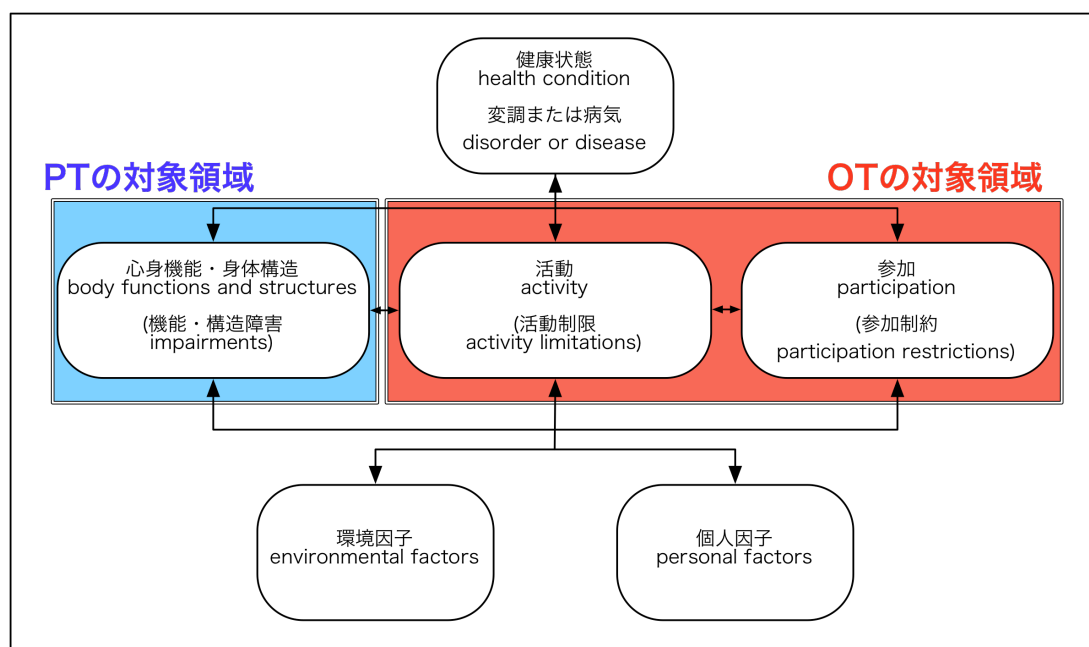 健康状態
health condition
変調または病気
disorder or disease
PTの対象領域
OTの対象領域
心身機能・身体構造
body functions and structures
(機能・構造障害
impairments)
活動
activity
(活動制限
activity limitations)
参加
participation
(参加制約
participation restrictions)
環境因子
environmental factors
個人因子
personal factors